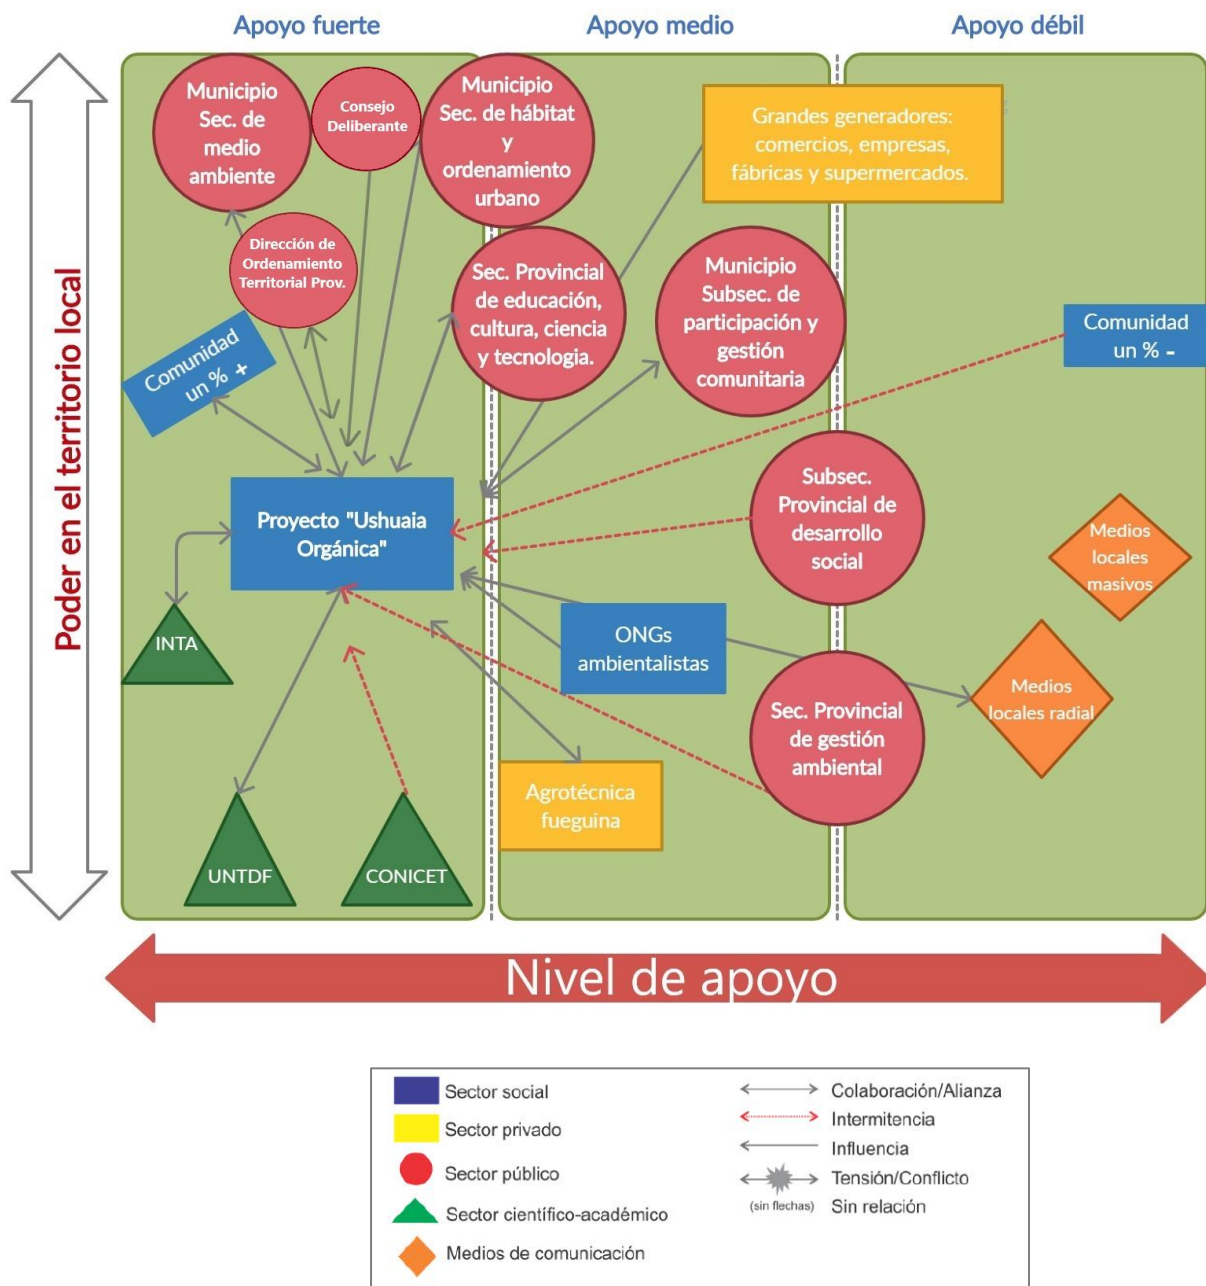 Apoyo fuerte
Apoyo medio
Apoyo débil
Poder en el territorio local
Municipio
Sec. de
medio
ambiente
Consejo
Deliberante
Municipio
Sec. de hábitat
y
ordenamiento
urbano
Grandes generadores:
comercios, empresas,
fábricas y supermercados.
Dirección de
Ordenamiento
Territorial Prov.
Sec. Provincial
de educación,
cultura, ciencia
y tecnologia.
Municipio
Subsec. de
participación y
gestión
comunitaria
Comunidad
un % -
Comunidad
un % +
Proyecto "Ushuaia
Orgánica"
Subsec.
Provincial de
desarrollo
social
Medios
locales
masivos
INTA
ONGs
ambientalistas
Medios
locales radial
Sec. Provincial
de gestión
ambiental
Agrotécnica
fueguina
UNTDF
CONICET
Nivel de apoyo
Sector social
Sector privado
Sector público
Sector científico-académico
Medios de comunicación
Colaboración/Alianza
Intermitencia
Influencia
Tensión/Conflicto
(sin flechas) Sin relación